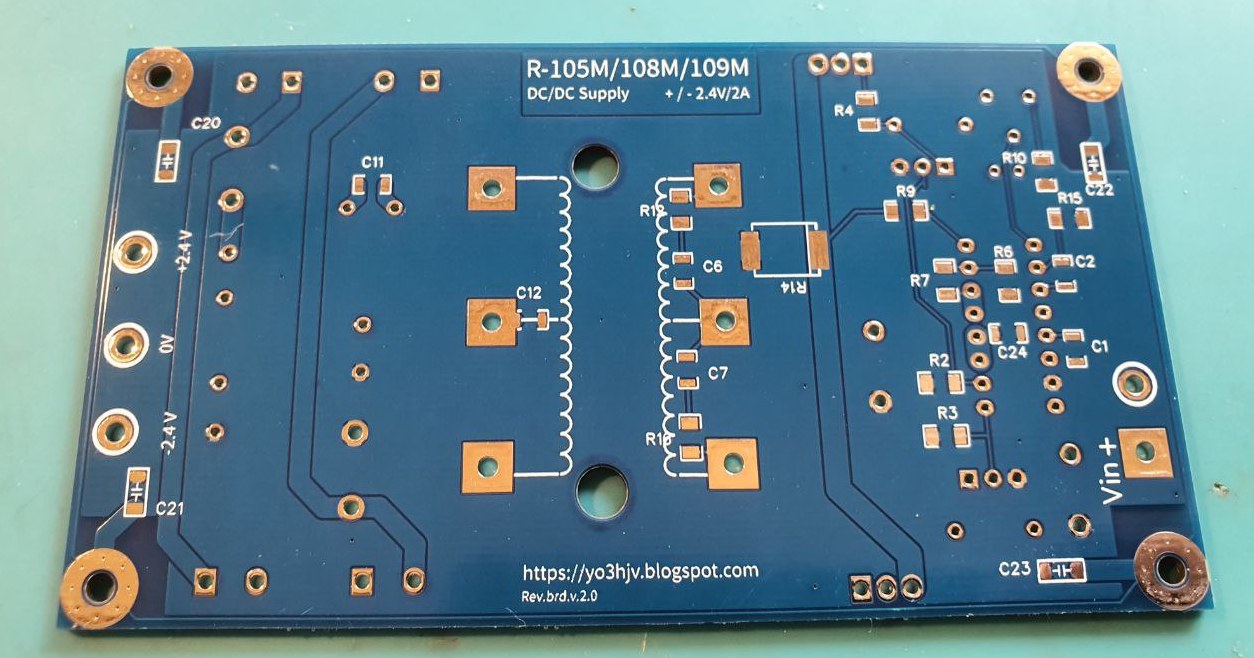 R-105M/108M/109M
DC/DC Supply + / - 2.4V/2A
C20
C11
R4
R10
C22
R9
R15
+2.4 V
C6
R14
R7
R6
C2
C12
0V
C24
C1
C7
R2
R3
-2.4 V
Vin +
C21
https://yo3hjv.blogspot.com
Rev.brd.v.2.0
C23